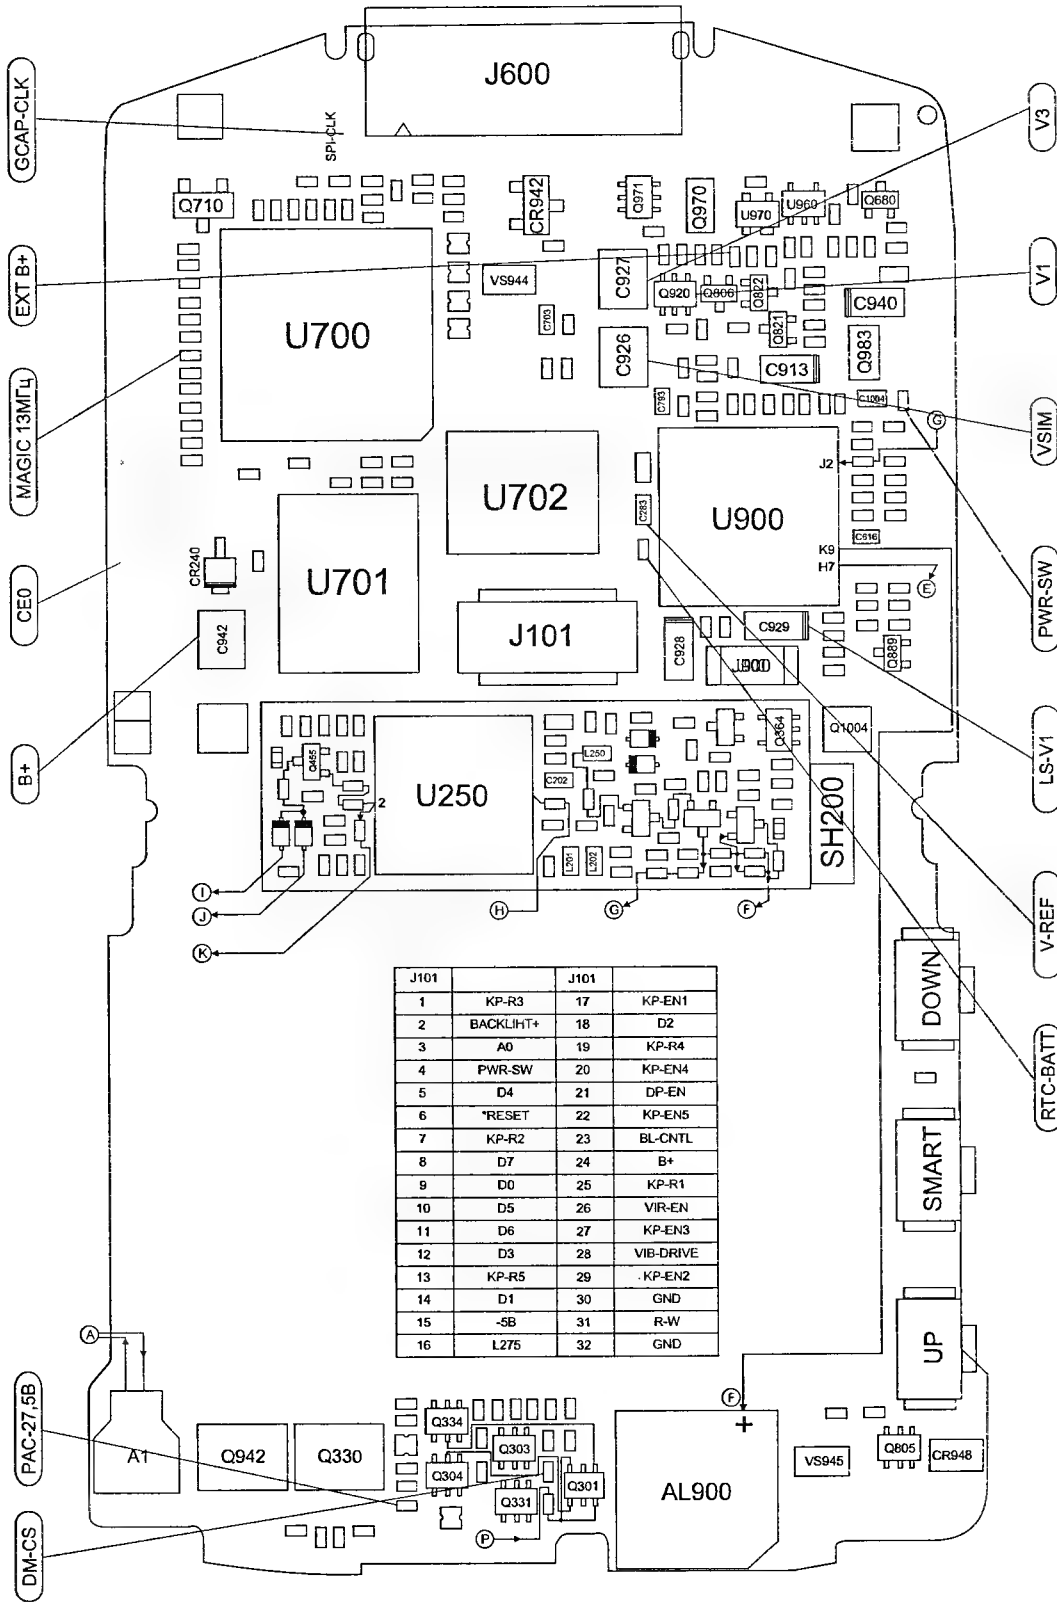 J600
GCAP-CLK
SPI-CLK
V3
Q710
CR942
Q971
Q970
U970
U960
Q680
EXT B+
VS944
C927
Q920
Q806
Q822
V1
U700
C703
C926
Q821
C940
C913
Q983
MAGIC 13МГц
C793
C1004
G
VSIM
U702
J2
U900
C283
C616
K9
H7
E
CR240
U701
CE0
PWR-SW
C942
J101
C928
C929
J900
Q889
B+
Q455
L250
Q364
Q1004
LS-V1
C202
U250
2
SH200
L201
L202
I
J
H
G
F
K
V-REF
DOWN
RTC-BATT
J101 J101
1 KP-R3 17 KP-EN1
2 BACKLIHT+ 18 D2
3 A0 19 KP-R4
4 PWR-SW 20 KP-EN4
5 D4 21 DP-EN
6 *RESET 22 KP-EN5
7 KP-R2 23 BL-CNTL
8 D7 24 B+
9 D0 25 KP-R1
10 D5 26 VIR-EN
11 D6 27 KP-EN3
12 D3 28 VIB-DRIVE
13 KP-R5 29 KP-EN2
14 D1 30 GND
15 -5B 31 R-W
16 L275 32 GND
SMART
UP
A
F
PAC-27,5B
A1
Q942
Q330
Q334
Q303
Q304
Q301
Q331
+
AL900
VS945
Q805
CR948
P
DM-CS